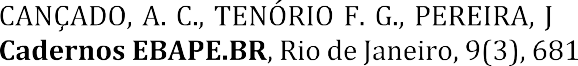 CANÇADO, A. C., TENÓRIO F. G., PEREIRA, J
Cadernos EBAPE.BR, Rio de Janeiro, 9(3), 681